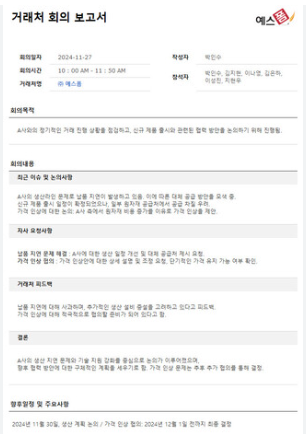 거래처 회의 보고서
예스폼
회의일자 2024-11-27 작성자 박민수
회의시간 10 : 00 AM - 11 : 30 AM 참석자 박민수, 김지현, 이나영, 김은하,
거래처명 ㈜ 예스폼 이성진, 지현우
회의목적
A사와의 정기적인 거래 진행 상황을 점검하고, 신규 제품 출시와 관련된 협력 방안을 논의하기 위해 진행됨.
회의내용
최근 이슈 및 논의사항
A사의 생산라인 문제로 납품 지연이 발생하고 있음. 이에 따른 대체 공급 방안을 모색 중.
신규 제품 출시 일정이 확정되었으나, 일부 원자재 공급처에서 공급 차질 우려.
가격 인상에 대한 논의: A사 측에서 원자재 비용 증가를 이유로 가격 인상을 제안.
자사 요청사항
납품 지연 문제 해결 : A사에 대한 생산 일정 개선 및 대체 공급처 제시 요청.
가격 인상 협의 : 가격 인상안에 대한 상세 설명 및 조정 요청, 단기적인 가격 유지 가능 여부 확인.
거래처 피드백
납품 지연에 대해 사과하며, 추가적인 생산 설비 증설을 고려하고 있다고 피드백.
가격 인상에 대해 적극적으로 협의할 준비가 되어 있다고 함.
결론
A사의 생산 지연 문제와 기술 지원 강화를 중심으로 논의가 이루어졌으며,
향후 협력 방안에 대한 구체적인 계획을 세우기로 함. 가격 인상 문제는 추후 추가 협의를 통해 결정.
향후일정 및 주요사항
2024년 11월 30일, 생산 계획 논의 / 가격 인상 협의: 2024년 12월 1일 전까지 최종 결정